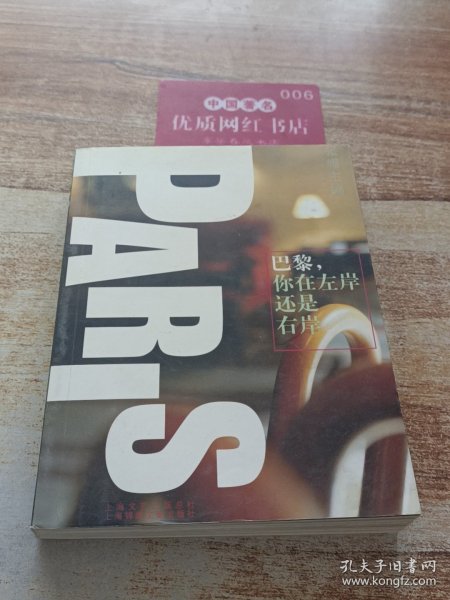 006
中国著名
优质网红书店
PARIS
巴黎，
你在左岸
还是
右岸
孔夫子旧书网
www.kongfz.com